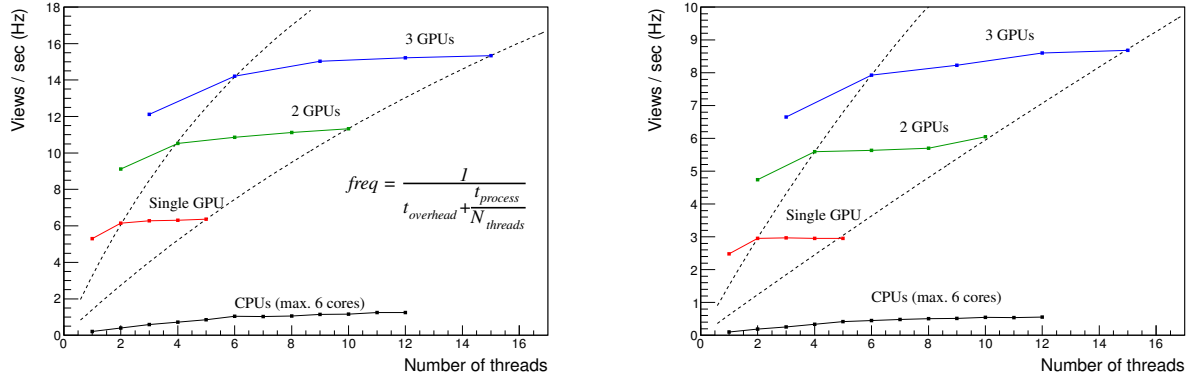 Views / sec (Hz)
18
16
14
12
10
8
6
4
2
0
3 GPUs
2 GPUs
Single GPU
CPUs (max. 6 cores)
freq = 1 / (t_overhead + t_process / N_threads)
0 2 4 6 8 10 12 14 16
Number of threads
Views / sec (Hz)
10
9
8
7
6
5
4
3
2
1
0
3 GPUs
2 GPUs
Single GPU
CPUs (max. 6 cores)
0 2 4 6 8 10 12 14 16
Number of threads